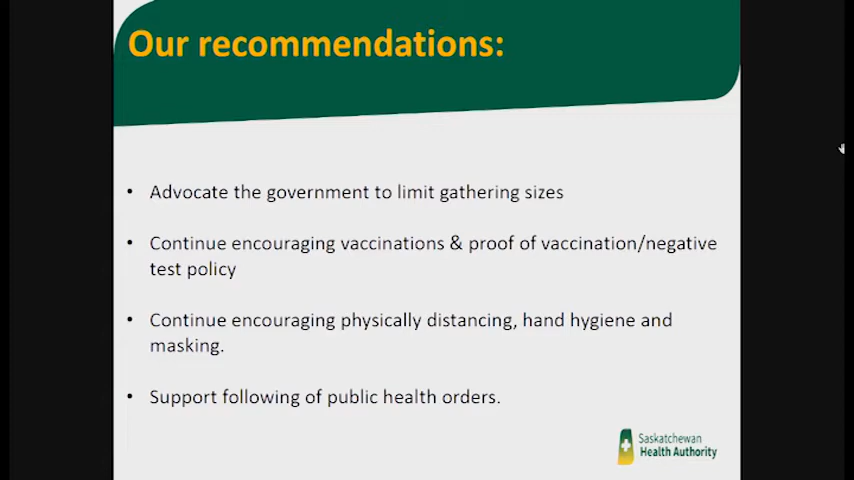 Our recommendations:
• Advocate the government to limit gathering sizes
• Continue encouraging vaccinations & proof of vaccination/negative
test policy
• Continue encouraging physically distancing, hand hygiene and
masking.
• Support following of public health orders.
Saskatchewan
Health Authority